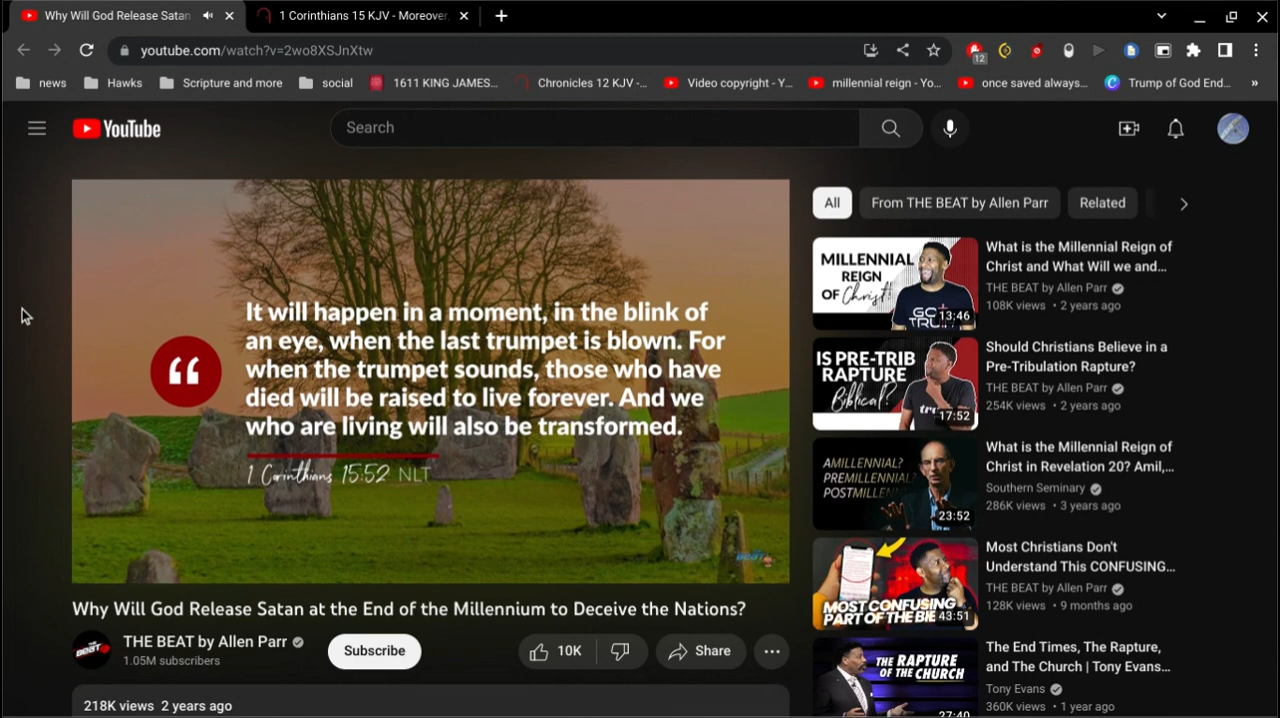 Why Will God Release Satan
1 Corinthians 15 KJV - Moreover,
youtube.com/watch?v=2wo8XSJnXtw
12
news
Hawks
Scripture and more
social
1611 KING JAMES...
Chronicles 12 KJV -...
Video copyright - Y...
millennial reign - Yo...
once saved always...
Trump of God End...
»
YouTube
Search
All
From THE BEAT by Allen Parr
Related
It will happen in a moment, in the blink of
an eye, when the last trumpet is blown. For
when the trumpet sounds, those who have
died will be raised to live forever. And we
who are living will also be transformed.
1 Corinthians 15:52 NLT
BEAT
Why Will God Release Satan at the End of the Millennium to Deceive the Nations?
THE BEAT by Allen Parr
1.05M subscribers
Subscribe
10K
Share
218K views 2 years ago
MILLENNIAL
REIGN
OF Christ!
GOT
TRUTH
13:46
What is the Millennial Reign of
Christ and What Will we and...
THE BEAT by Allen Parr
108K views • 2 years ago
IS PRE-TRIB
RAPTURE
Biblical?
17:52
Should Christians Believe in a
Pre-Tribulation Rapture?
THE BEAT by Allen Parr
254K views • 2 years ago
AMILLENNIAL?
PREMILLENNIAL?
POSTMILLEN
23:52
What is the Millennial Reign of
Christ in Revelation 20? Amil,...
Southern Seminary
286K views • 3 years ago
MOST CONFUSING
PART OF THE BIB
43:51
Most Christians Don't
Understand This CONFUSING...
THE BEAT by Allen Parr
128K views • 9 months ago
THE RAPTURE
OF THE CHURCH
27:40
The End Times, The Rapture,
and The Church | Tony Evans...
Tony Evans
360K views • 1 year ago